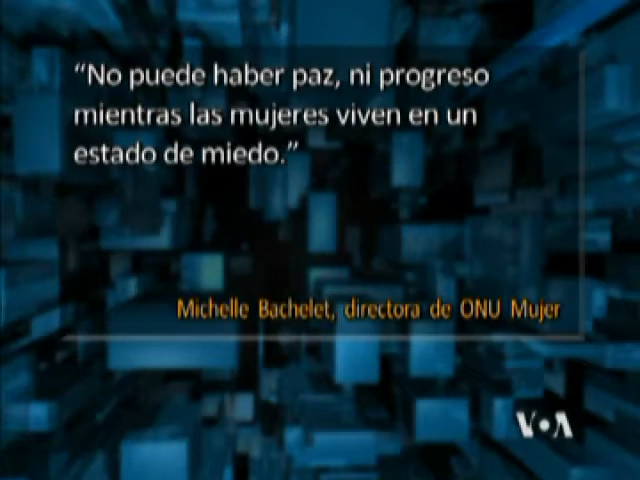 “No puede haber paz, ni progreso
mientras las mujeres viven en un
estado de miedo.”
Michelle Bachelet, directora de ONU Mujer
VOA